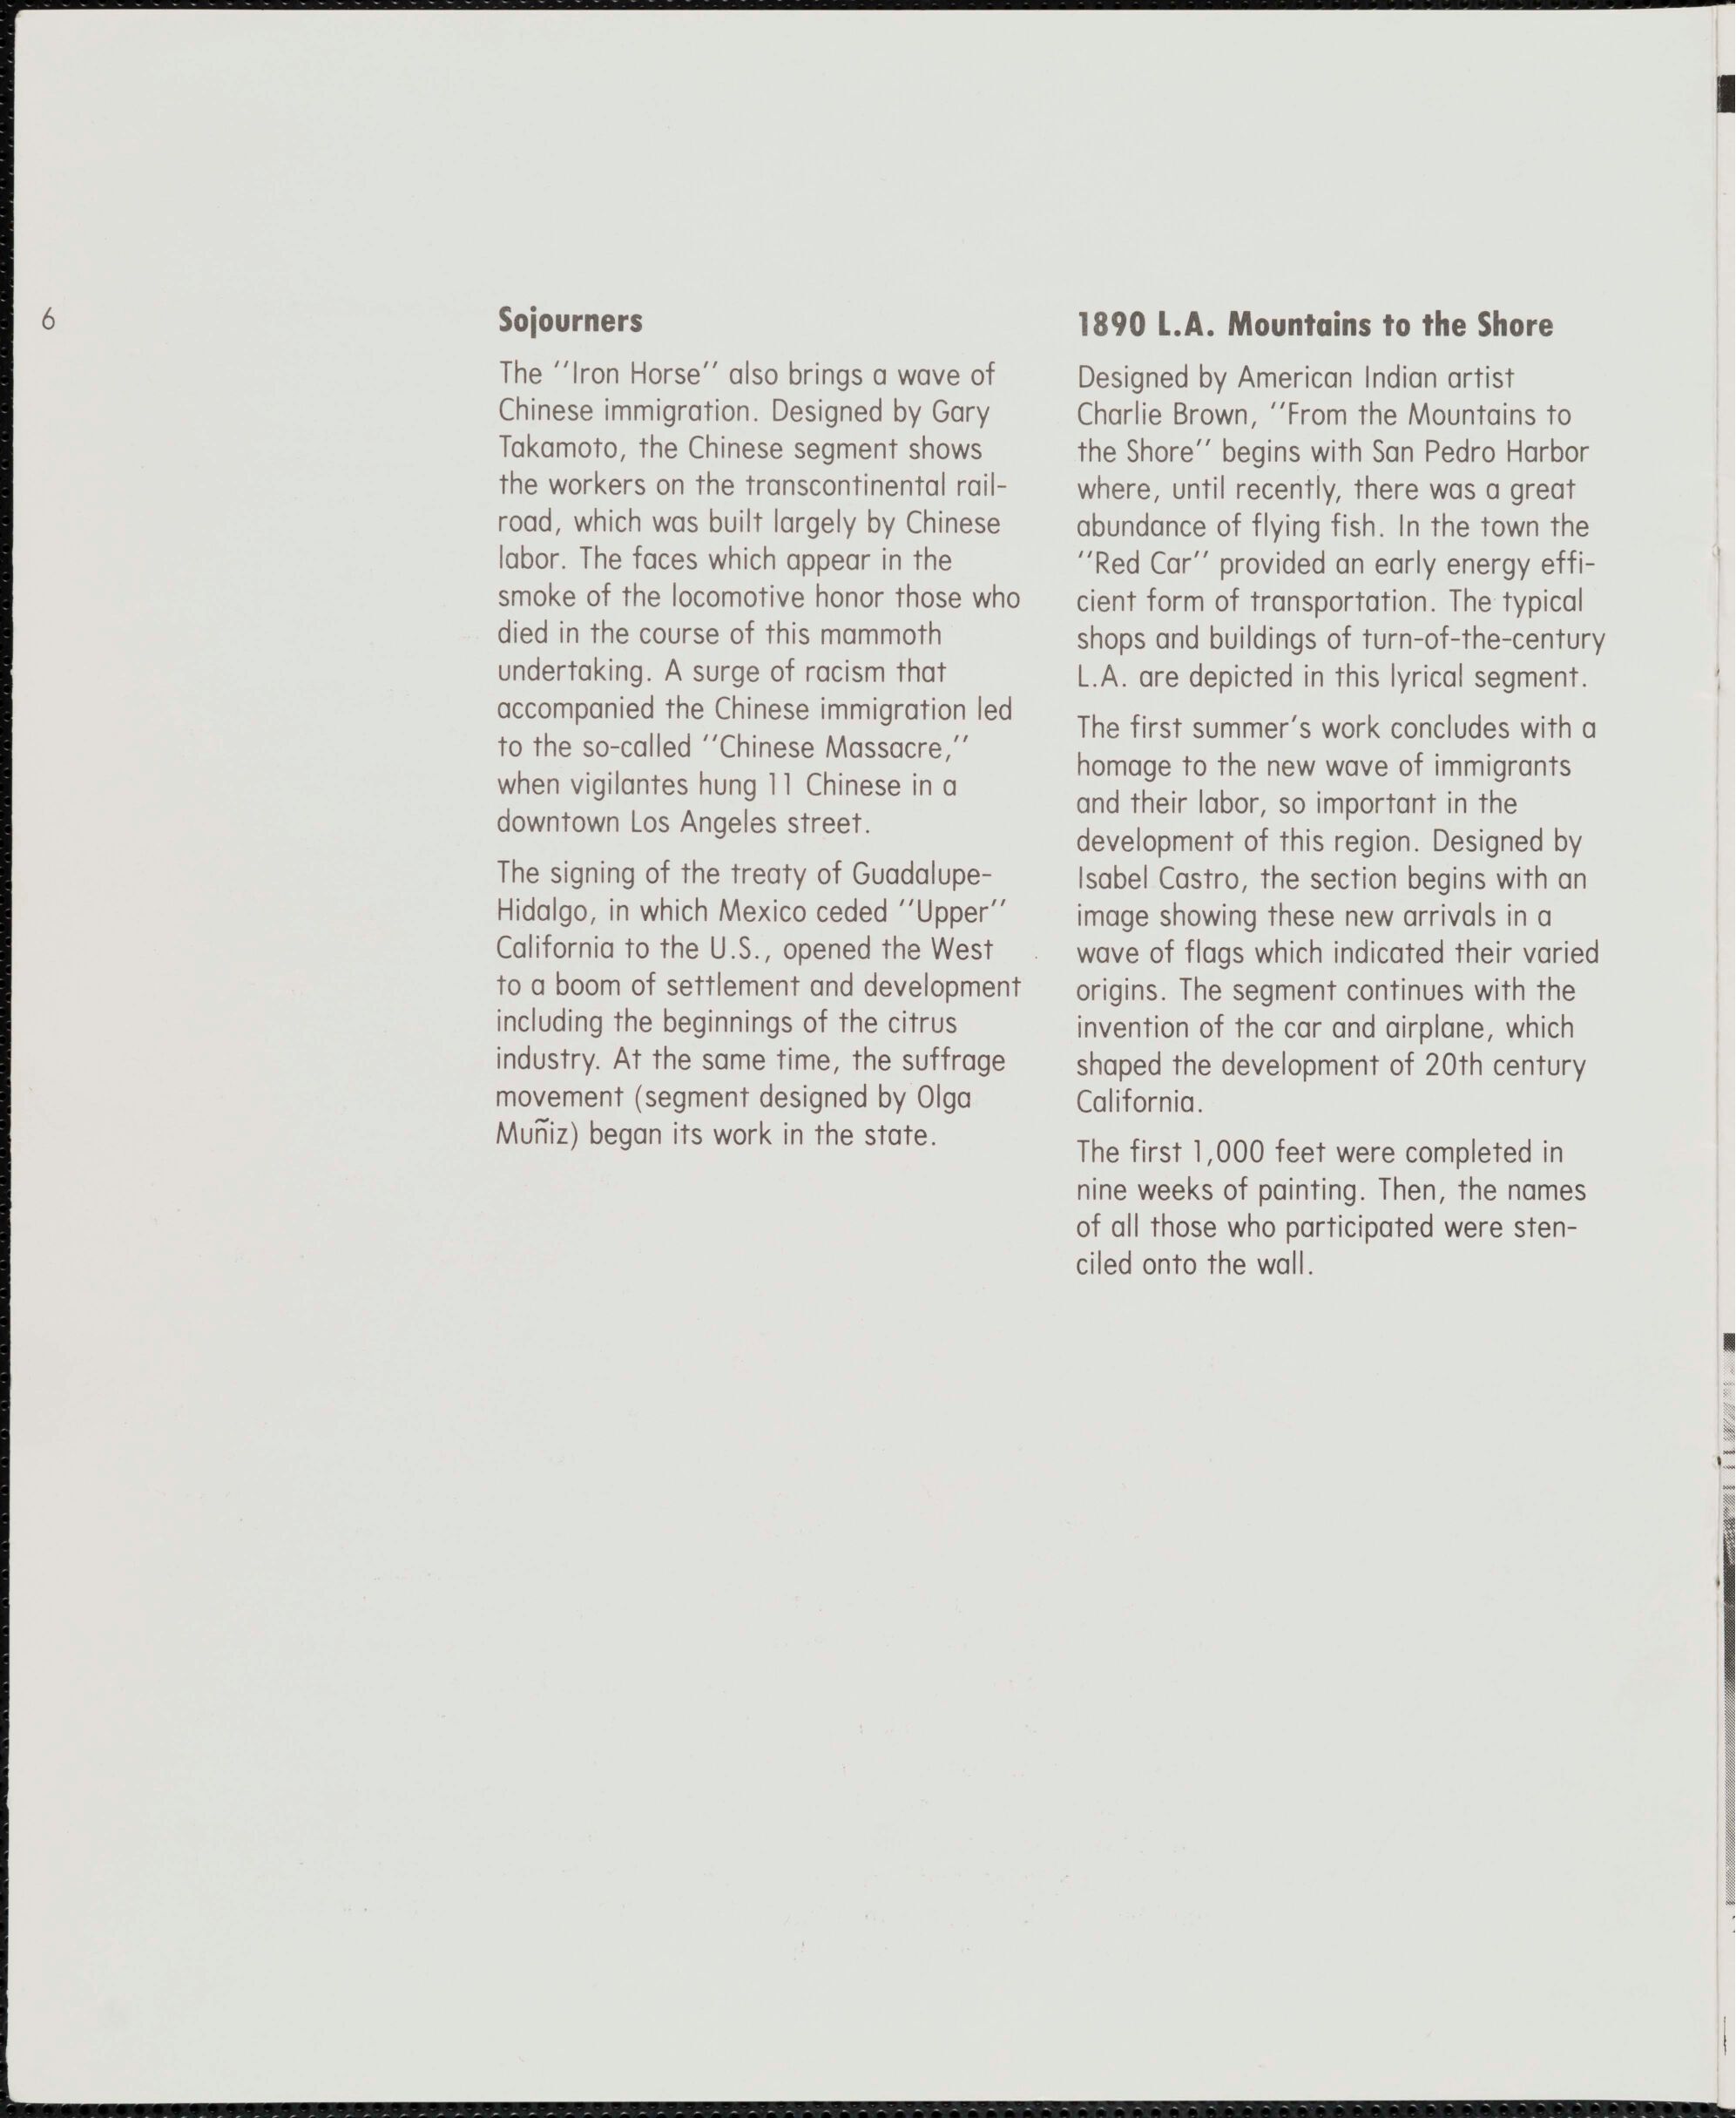 6
Sojourners
The "Iron Horse" also brings a wave of
Chinese immigration. Designed by Gary
Takamoto, the Chinese segment shows
the workers on the transcontinental rail-
road, which was built largely by Chinese
labor. The faces which appear in the
smoke of the locomotive honor those who
died in the course of this mammoth
undertaking. A surge of racism that
accompanied the Chinese immigration led
to the so-called "Chinese Massacre,"
when vigilantes hung 11 Chinese in a
downtown Los Angeles street.
The signing of the treaty of Guadalupe-
Hidalgo, in which Mexico ceded "Upper"
California to the U.S., opened the West
to a boom of settlement and development
including the beginnings of the citrus
industry. At the same time, the suffrage
movement (segment designed by Olga
Muñiz) began its work in the state.
1890 L.A. Mountains to the Shore
Designed by American Indian artist
Charlie Brown, "From the Mountains to
the Shore" begins with San Pedro Harbor
where, until recently, there was a great
abundance of flying fish. In the town the
"Red Car" provided an early energy effi-
cient form of transportation. The typical
shops and buildings of turn-of-the-century
L.A. are depicted in this lyrical segment.
The first summer's work concludes with a
homage to the new wave of immigrants
and their labor, so important in the
development of this region. Designed by
Isabel Castro, the section begins with an
image showing these new arrivals in a
wave of flags which indicated their varied
origins. The segment continues with the
invention of the car and airplane, which
shaped the development of 20th century
California.
The first 1,000 feet were completed in
nine weeks of painting. Then, the names
of all those who participated were sten-
ciled onto the wall.